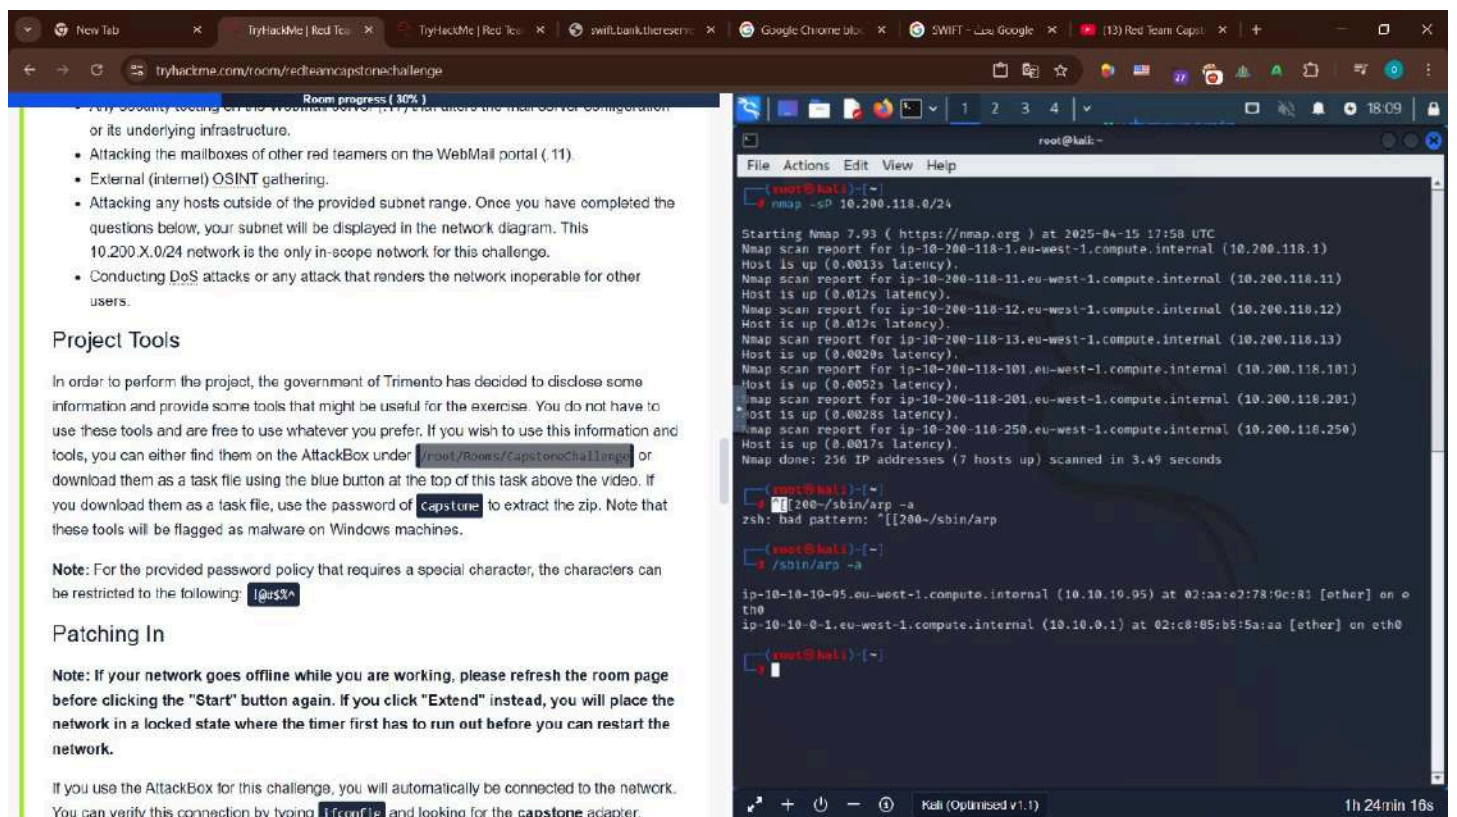 New Tab
TryHackMe | Red Tea
TryHackMe | Red Tea
swift.bank.thereserve
Google Chrome bloc
SWIFT - بحث Google
(13) Red Team Capst
tryhackme.com/room/redteamcapstonechallenge
27
Room progress ( 30% )
or its underlying infrastructure.
• Attacking the mailboxes of other red teamers on the WebMail portal (.11).
• External (internet) OSINT gathering.
• Attacking any hosts outside of the provided subnet range. Once you have completed the
questions below, your subnet will be displayed in the network diagram. This
10.200.X.0/24 network is the only in-scope network for this challenge.
• Conducting DoS attacks or any attack that renders the network inoperable for other
users.
Project Tools
In order to perform the project, the government of Trimento has decided to disclose some
information and provide some tools that might be useful for the exercise. You do not have to
use these tools and are free to use whatever you prefer. If you wish to use this information and
tools, you can either find them on the AttackBox under /root/Rooms/CapstoneChallenge or
download them as a task file using the blue button at the top of this task above the video. If
you download them as a task file, use the password of Capstone to extract the zip. Note that
these tools will be flagged as malware on Windows machines.
Note: For the provided password policy that requires a special character, the characters can
be restricted to the following: !@#$%^
Patching In
Note: If your network goes offline while you are working, please refresh the room page
before clicking the "Start" button again. If you click "Extend" instead, you will place the
network in a locked state where the timer first has to run out before you can restart the
network.
If you use the AttackBox for this challenge, you will automatically be connected to the network.
You can verify this connection by typing ifconfig and looking for the capstone adapter.
1 2 3 4
18:09
root@kali: ~
File Actions Edit View Help
(root㉿kali)-[~]
# nmap -sP 10.200.118.0/24
Starting Nmap 7.93 ( https://nmap.org ) at 2025-04-15 17:58 UTC
Nmap scan report for ip-10-200-118-1.eu-west-1.compute.internal (10.200.118.1)
Host is up (0.0013s latency).
Nmap scan report for ip-10-200-118-11.eu-west-1.compute.internal (10.200.118.11)
Host is up (0.012s latency).
Nmap scan report for ip-10-200-118-12.eu-west-1.compute.internal (10.200.118.12)
Host is up (0.012s latency).
Nmap scan report for ip-10-200-118-13.eu-west-1.compute.internal (10.200.118.13)
Host is up (0.0020s latency).
Nmap scan report for ip-10-200-118-101.eu-west-1.compute.internal (10.200.118.101)
Host is up (0.0052s latency).
Nmap scan report for ip-10-200-118-201.eu-west-1.compute.internal (10.200.118.201)
Host is up (0.0028s latency).
Nmap scan report for ip-10-200-118-250.eu-west-1.compute.internal (10.200.118.250)
Host is up (0.0017s latency).
Nmap done: 256 IP addresses (7 hosts up) scanned in 3.49 seconds
(root㉿kali)-[~]
# ^[[200~/sbin/arp -a
zsh: bad pattern: ^[[200~/sbin/arp
(root㉿kali)-[~]
# /sbin/arp -a
ip-10-10-19-95.eu-west-1.compute.internal (10.10.19.95) at 02:aa:e2:78:9c:81 [ether] on e
th0
ip-10-10-0-1.eu-west-1.compute.internal (10.10.0.1) at 02:c8:85:b5:5a:aa [ether] on eth0
(root㉿kali)-[~]
#
Kali (Optimised v1.1)
1h 24min 16s